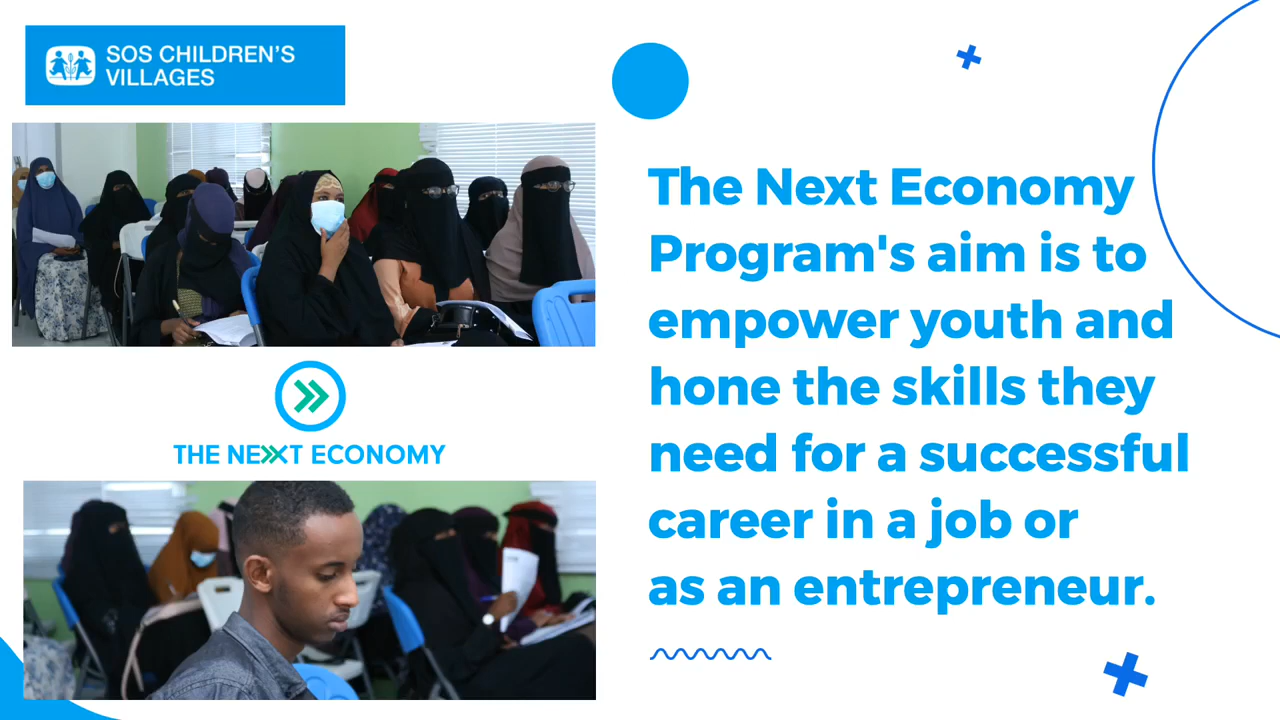 SOS CHILDREN'S
VILLAGES
THE NEXT ECONOMY
The Next Economy
Program's aim is to
empower youth and
hone the skills they
need for a successful
career in a job or
as an entrepreneur.